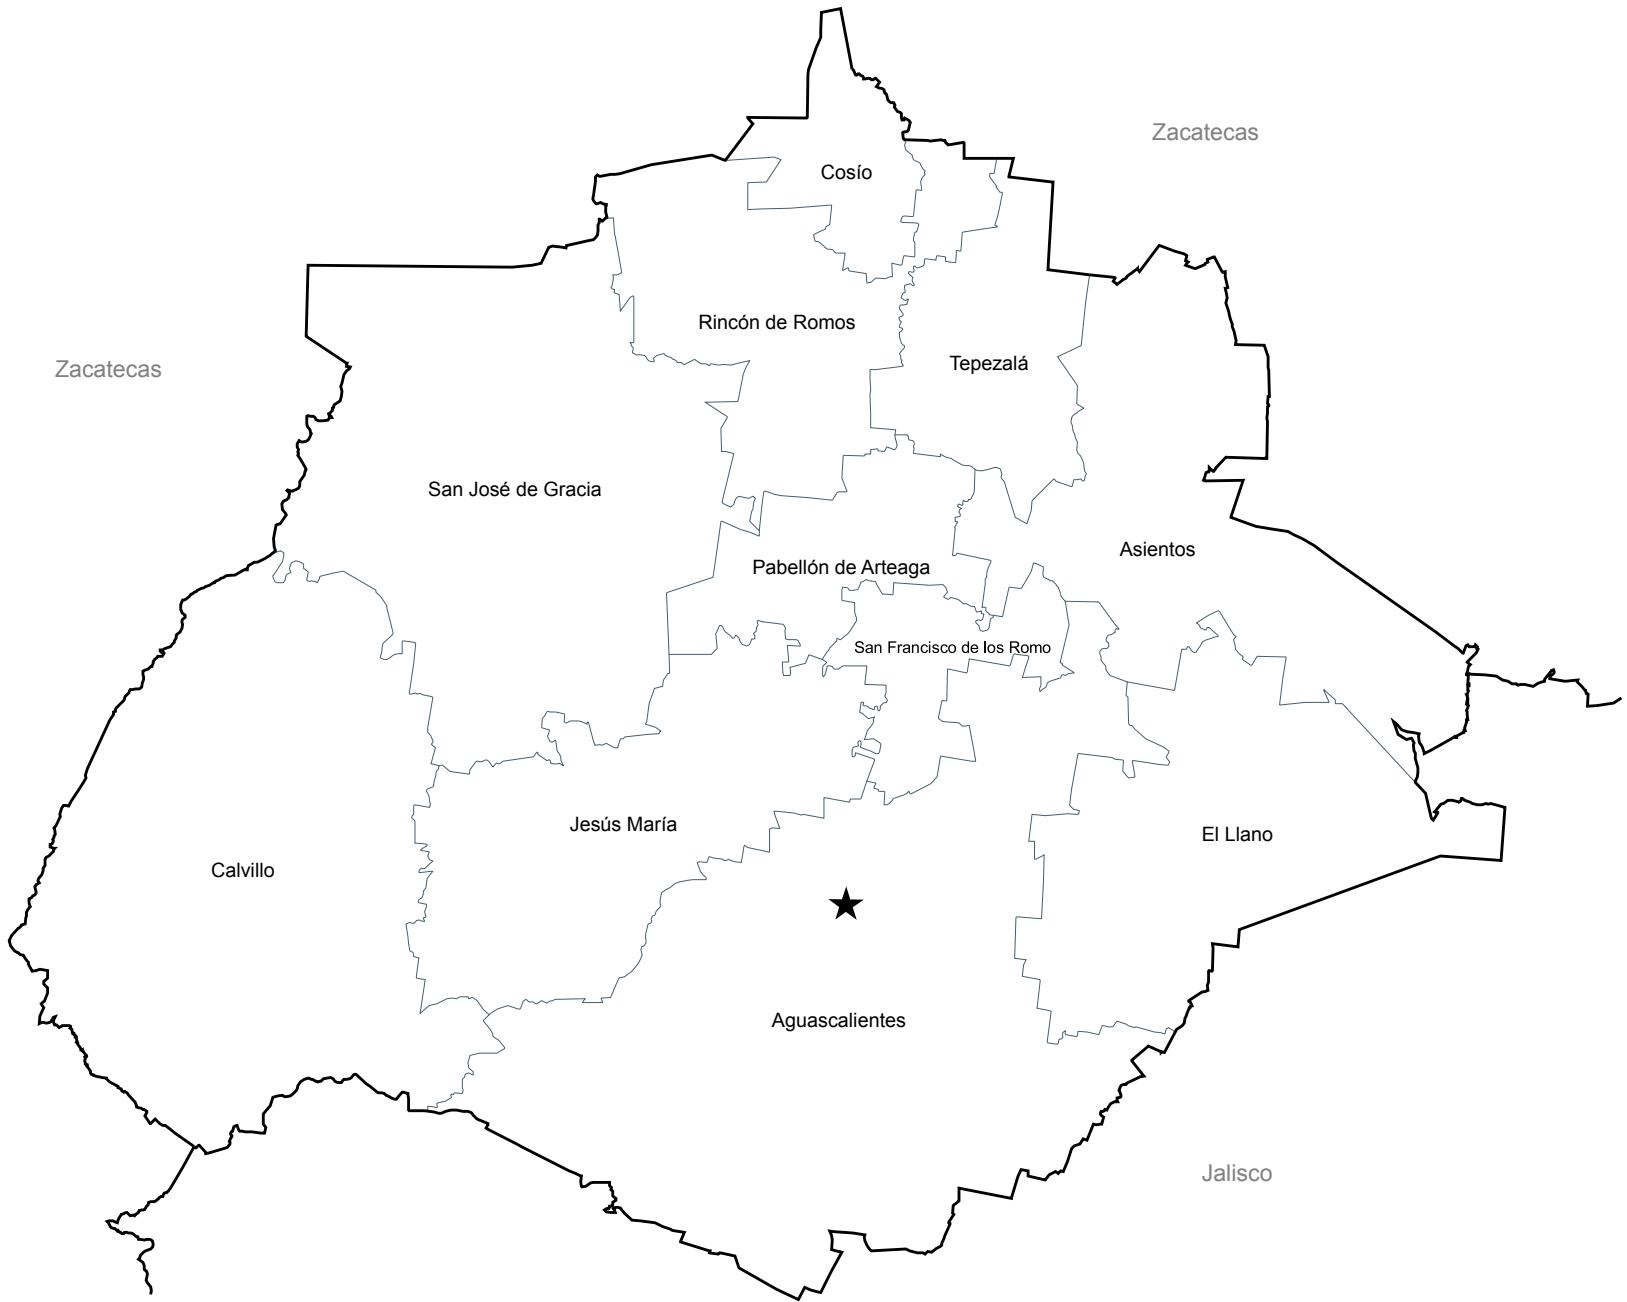 Zacatecas
Cosío
Rincón de Romos
Tepezalá
Zacatecas
San José de Gracia
Asientos
Pabellón de Arteaga
San Francisco de los Romo
Jesús María
El Llano
Calvillo
Aguascalientes
Jalisco